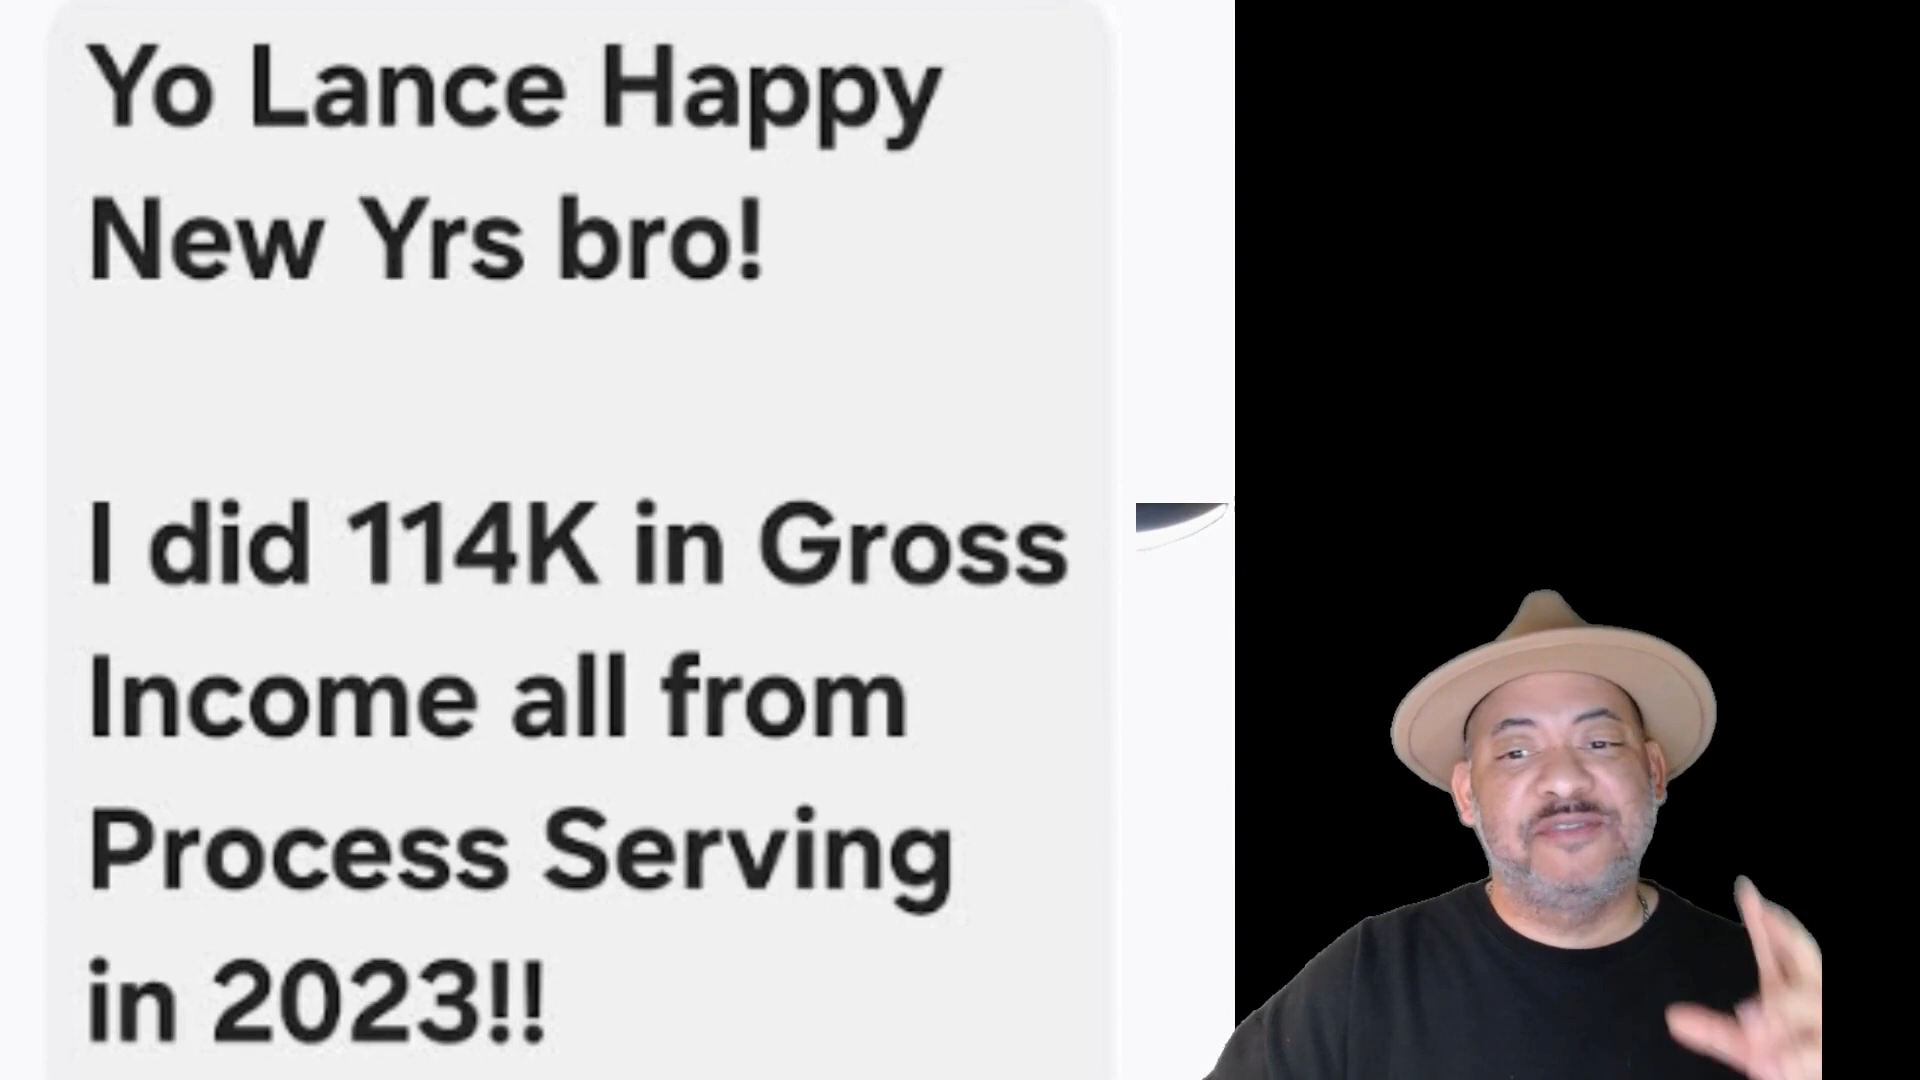 Yo Lance Happy
New Yrs bro!
I did 114K in Gross
Income all from
Process Serving
in 2023!!